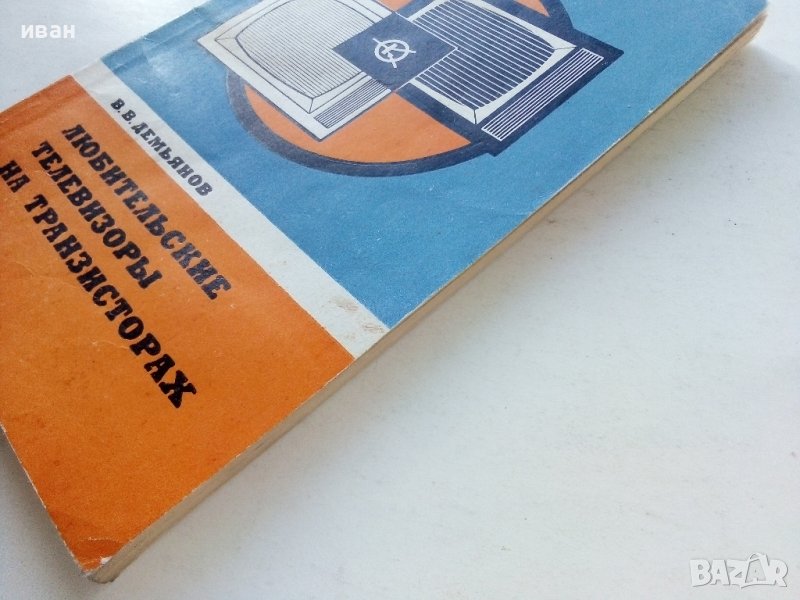 иван
В. В. ДЕМЬЯНОВ
ЛЮБИТЕЛЬСКИЕ
ТЕЛЕВИЗОРЫ
НА ТРАНЗИСТОРАХ
BAZAR